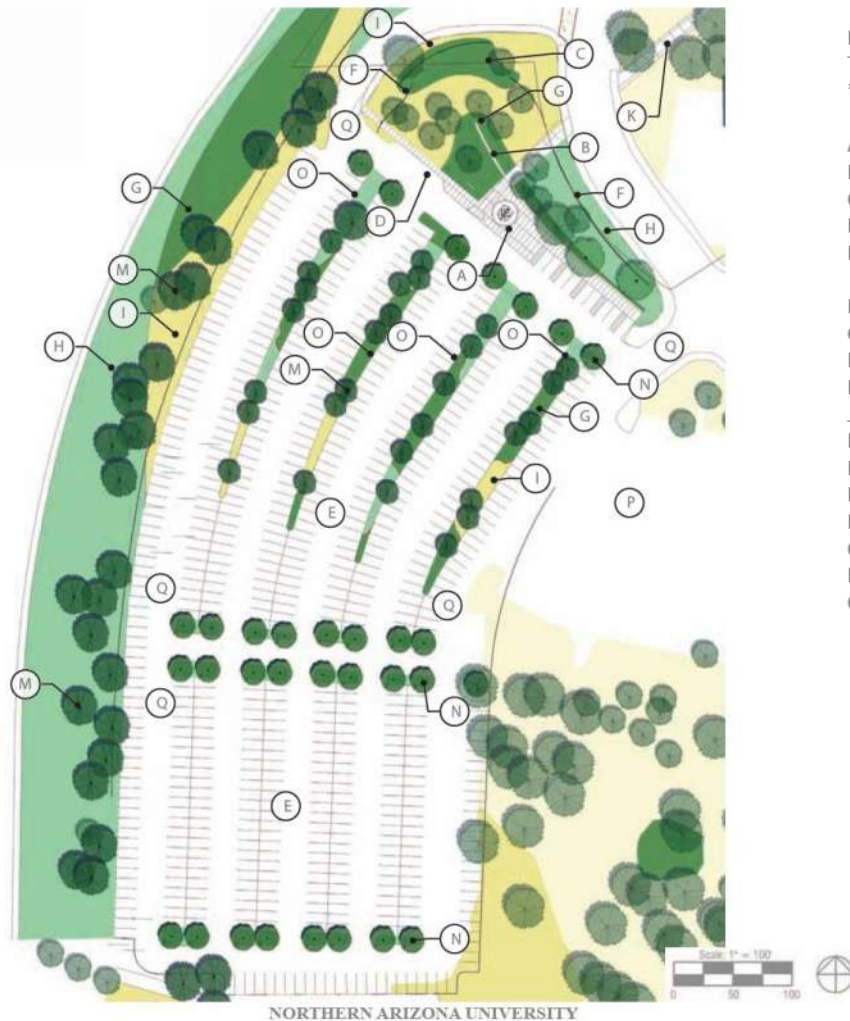 I
C
F
G
Q
K
B
O
G
D
F
H
A
M
I
H
O
O
O
Q
M
N
G
I
E
P
Q
Q
M
Q
N
E
N
Scale: 1" = 100'
0 50 100
NORTHERN ARIZONA UNIVERSITY